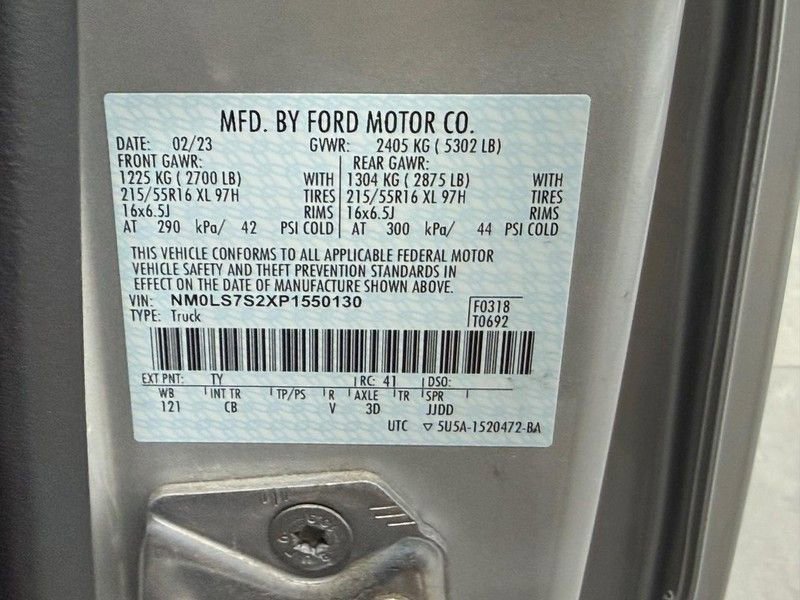 MFD. BY FORD MOTOR CO.
DATE: 02/23 GVWR: 2405 KG ( 5302 LB)
FRONT GAWR: REAR GAWR:
1225 KG ( 2700 LB) WITH 1304 KG ( 2875 LB) WITH
215/55R16 XL 97H TIRES 215/55R16 XL 97H TIRES
16x6.5J RIMS 16x6.5J RIMS
AT 290 kPa/ 42 PSI COLD AT 300 kPa/ 44 PSI COLD
THIS VEHICLE CONFORMS TO ALL APPLICABLE FEDERAL MOTOR
VEHICLE SAFETY AND THEFT PREVENTION STANDARDS IN
EFFECT ON THE DATE OF MANUFACTURE SHOWN ABOVE.
VIN: NM0LS7S2XP1550130 F0318
TYPE: Truck T0692
EXT PNT: TY RC: 41 DSO:
WB INT TR TP/PS R AXLE TR SPR
121 CB V 3D JJDD
UTC ▽ 5U5A-1520472-BA